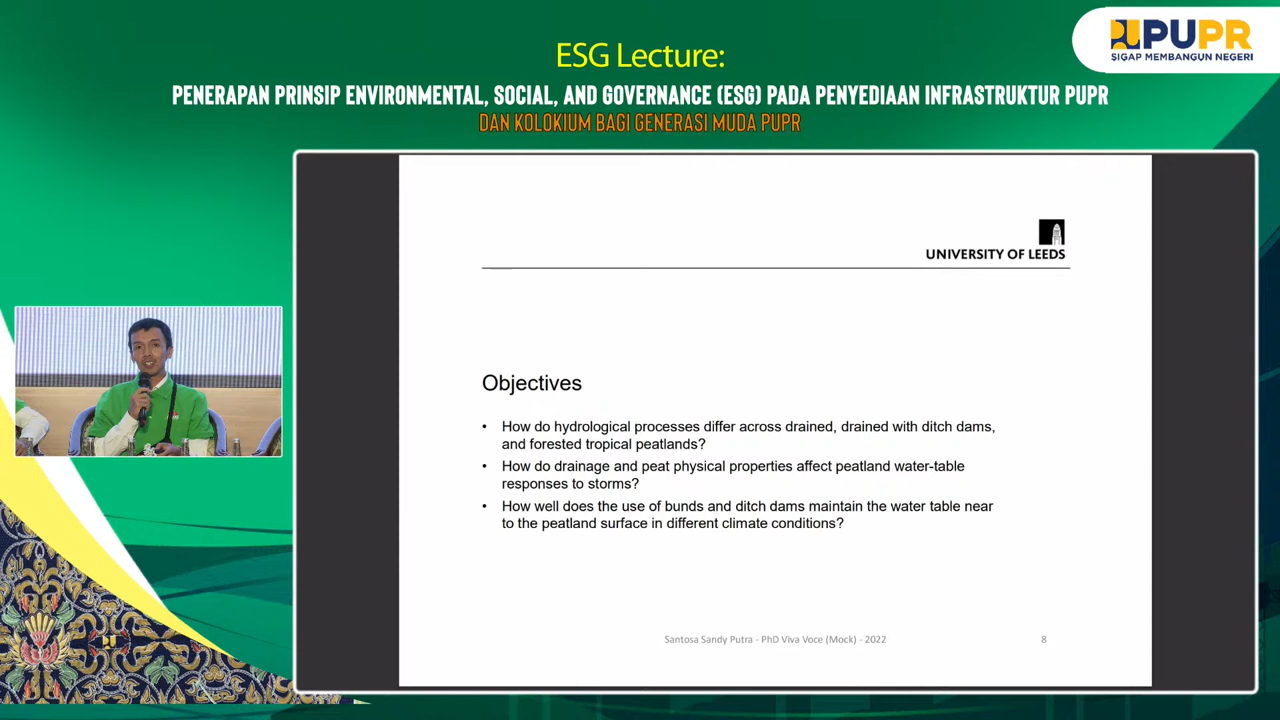 ESG Lecture:
PENERAPAN PRINSIP ENVIRONMENTAL, SOCIAL, AND GOVERNANCE (ESG) PADA PENYEDIAAN INFRASTRUKTUR PUPR
DAN KOLOKIUM BAGI GENERASI MUDA PUPR
PUPR
SIGAP MEMBANGUN NEGERI
UNIVERSITY OF LEEDS
Objectives
• How do hydrological processes differ across drained, drained with ditch dams,
and forested tropical peatlands?
• How do drainage and peat physical properties affect peatland water-table
responses to storms?
• How well does the use of bunds and ditch dams maintain the water table near
to the peatland surface in different climate conditions?
Santosa Sandy Putra - PhD Viva Voce (Mock) - 2022
8